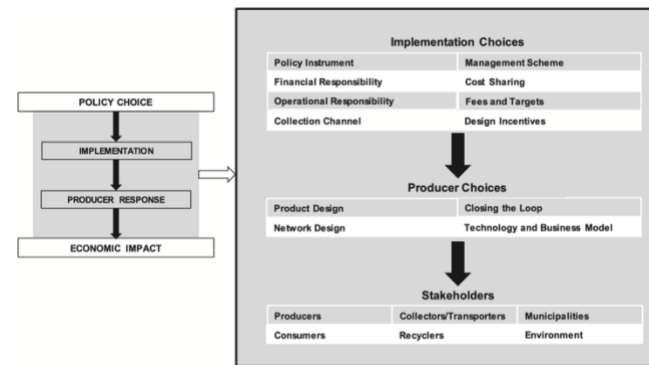 POLICY CHOICE
IMPLEMENTATION
PRODUCER RESPONSE
ECONOMIC IMPACT
Implementation Choices
Policy Instrument Management Scheme
Financial Responsibility Cost Sharing
Operational Responsibility Fees and Targets
Collection Channel Design Incentives
Producer Choices
Product Design Closing the Loop
Network Design Technology and Business Model
Stakeholders
Producers Collectors/Transporters Municipalities
Consumers Recyclers Environment